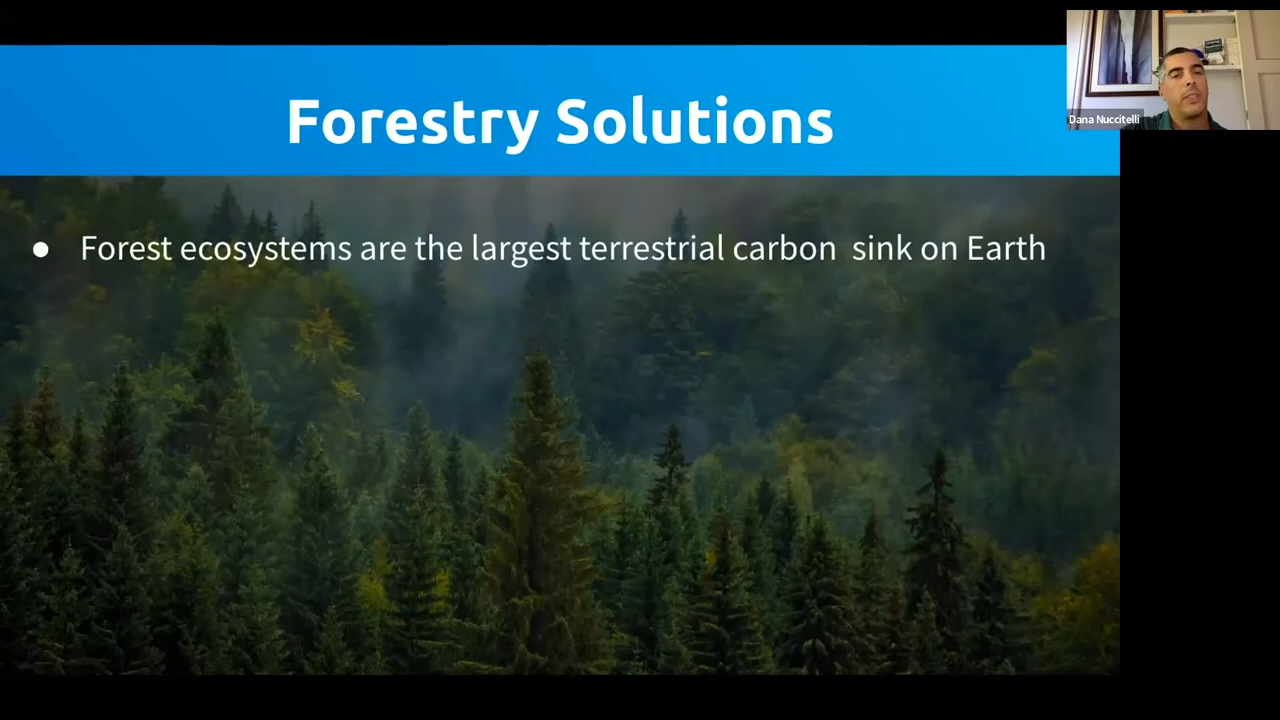 Forestry Solutions
● Forest ecosystems are the largest terrestrial carbon  sink on Earth
Dana Nuccitelli